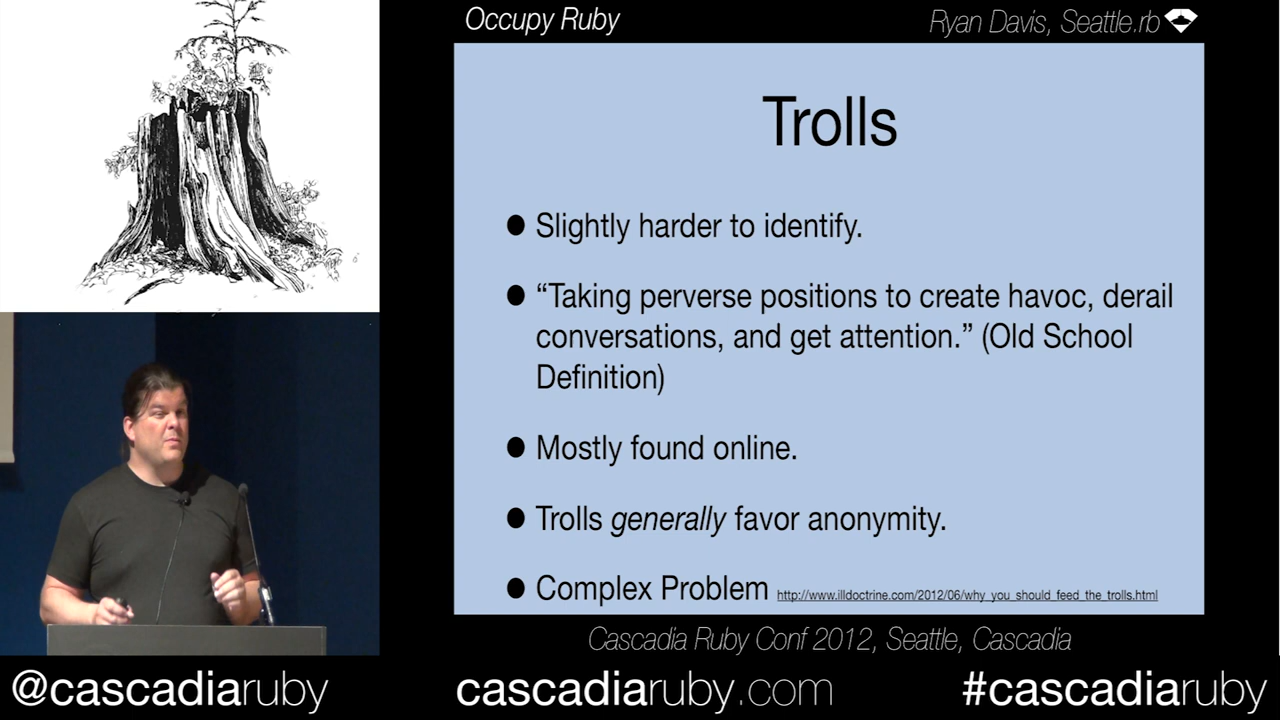 Occupy Ruby
Ryan Davis, Seattle.rb
Trolls
● Slightly harder to identify.
● “Taking perverse positions to create havoc, derail
conversations, and get attention.” (Old School
Definition)
● Mostly found online.
● Trolls generally favor anonymity.
● Complex Problem http://www.illdoctrine.com/2012/06/why_you_should_feed_the_trolls.html
Cascadia Ruby Conf 2012, Seattle, Cascadia
@cascadiaruby
cascadiaruby.com
#cascadiaruby